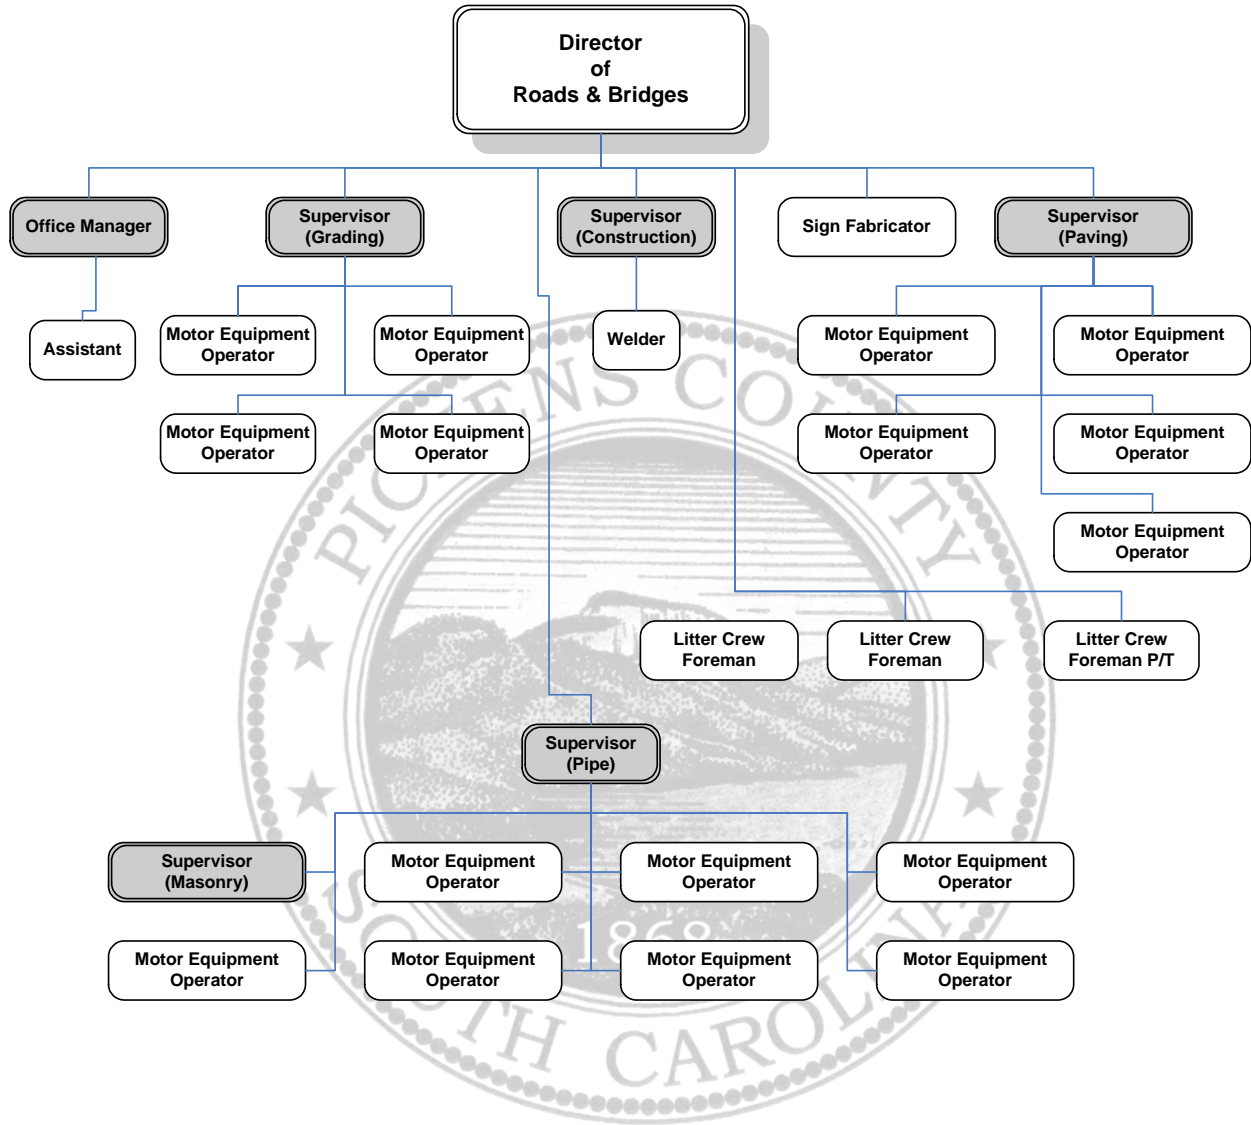 Director
of
Roads & Bridges
Office Manager
Supervisor
(Grading)
Supervisor
(Construction)
Sign Fabricator
Supervisor
(Paving)
Assistant
Motor Equipment
Operator
Motor Equipment
Operator
Welder
Motor Equipment
Operator
Motor Equipment
Operator
Motor Equipment
Operator
Motor Equipment
Operator
Motor Equipment
Operator
Motor Equipment
Operator
Motor Equipment
Operator
Litter Crew
Foreman
Litter Crew
Foreman
Litter Crew
Foreman P/T
Supervisor
(Pipe)
Supervisor
(Masonry)
Motor Equipment
Operator
Motor Equipment
Operator
Motor Equipment
Operator
Motor Equipment
Operator
Motor Equipment
Operator
Motor Equipment
Operator
Motor Equipment
Operator
PICKENS COUNTY
1868
SOUTH CAROLINA